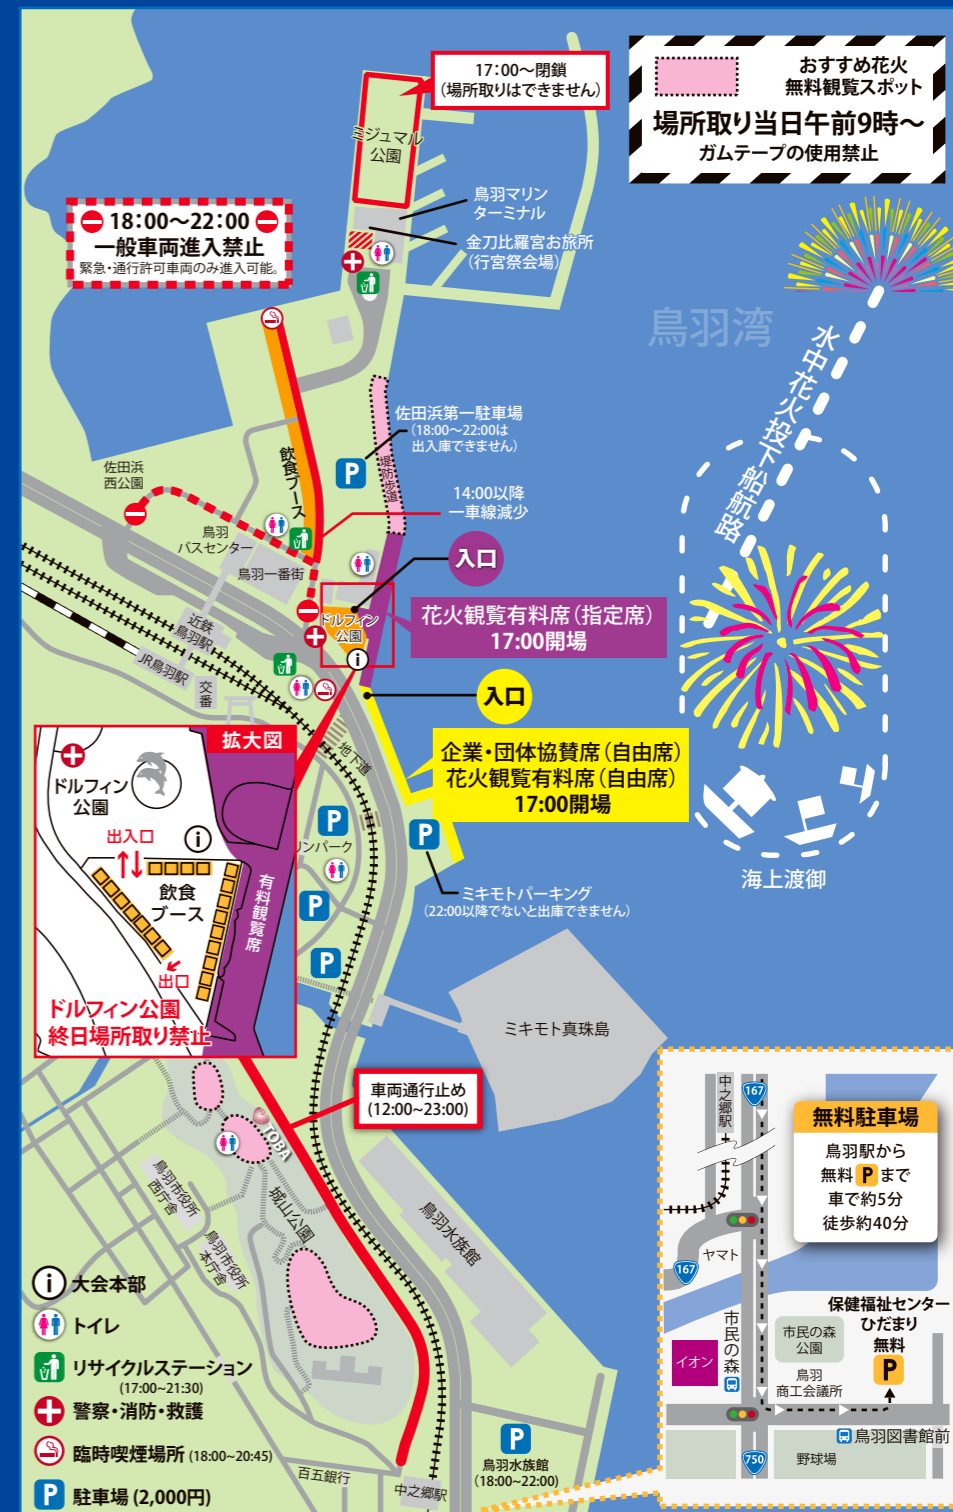 17:00～閉鎖
（場所取りはできません）
おすすめ花火
無料観覧スポット
場所取り当日午前9時～
ガムテープの使用禁止
ミジュマル
公園
鳥羽マリン
ターミナル
金刀比羅宮お旅所
（行宮祭会場）
18:00～22:00
一般車両進入禁止
緊急・通行許可車両のみ進入可能。
鳥羽湾
水中花火投下船航路
佐田浜第一駐車場
（18:00～22:00は
出入庫できません）
P
堤防歩道
飲食ブース
佐田浜
西公園
14:00以降
一車線減少
鳥羽
バスセンター
鳥羽一番街
入口
花火観覧有料席（指定席）
17:00開場
ドルフィン
公園
i
近鉄
鳥羽駅
JR鳥羽駅
交番
入口
企業・団体協賛席（自由席）
花火観覧有料席（自由席）
17:00開場
地下道
拡大図
ドルフィン
公園
出入口
i
飲食
ブース
有料観覧席
出口
ドルフィン公園
終日場所取り禁止
P
リンパーク
P
P
P
ミキモトパーキング
（22:00以降でないと出庫できません）
海上渡御
ミキモト真珠島
車両通行止め
(12:00~23:00)
TOBA
城山公園
鳥羽市役所
西庁舎
鳥羽市役所
本庁舎
鳥羽水族館
i 大会本部
トイレ
リサイクルステーション
(17:00~21:30)
警察・消防・救護
臨時喫煙場所 (18:00~20:45)
P 駐車場 (2,000円)
百五銀行
中之郷駅
P
鳥羽水族館
(18:00~22:00)
中之郷駅
167
無料駐車場
鳥羽駅から
無料 P まで
車で約5分
徒歩約40分
ヤマト
167
市民の森
イオン
市民の森
公園
鳥羽
商工会議所
保健福祉センター
ひだまり
無料
P
鳥羽図書館前
750
野球場